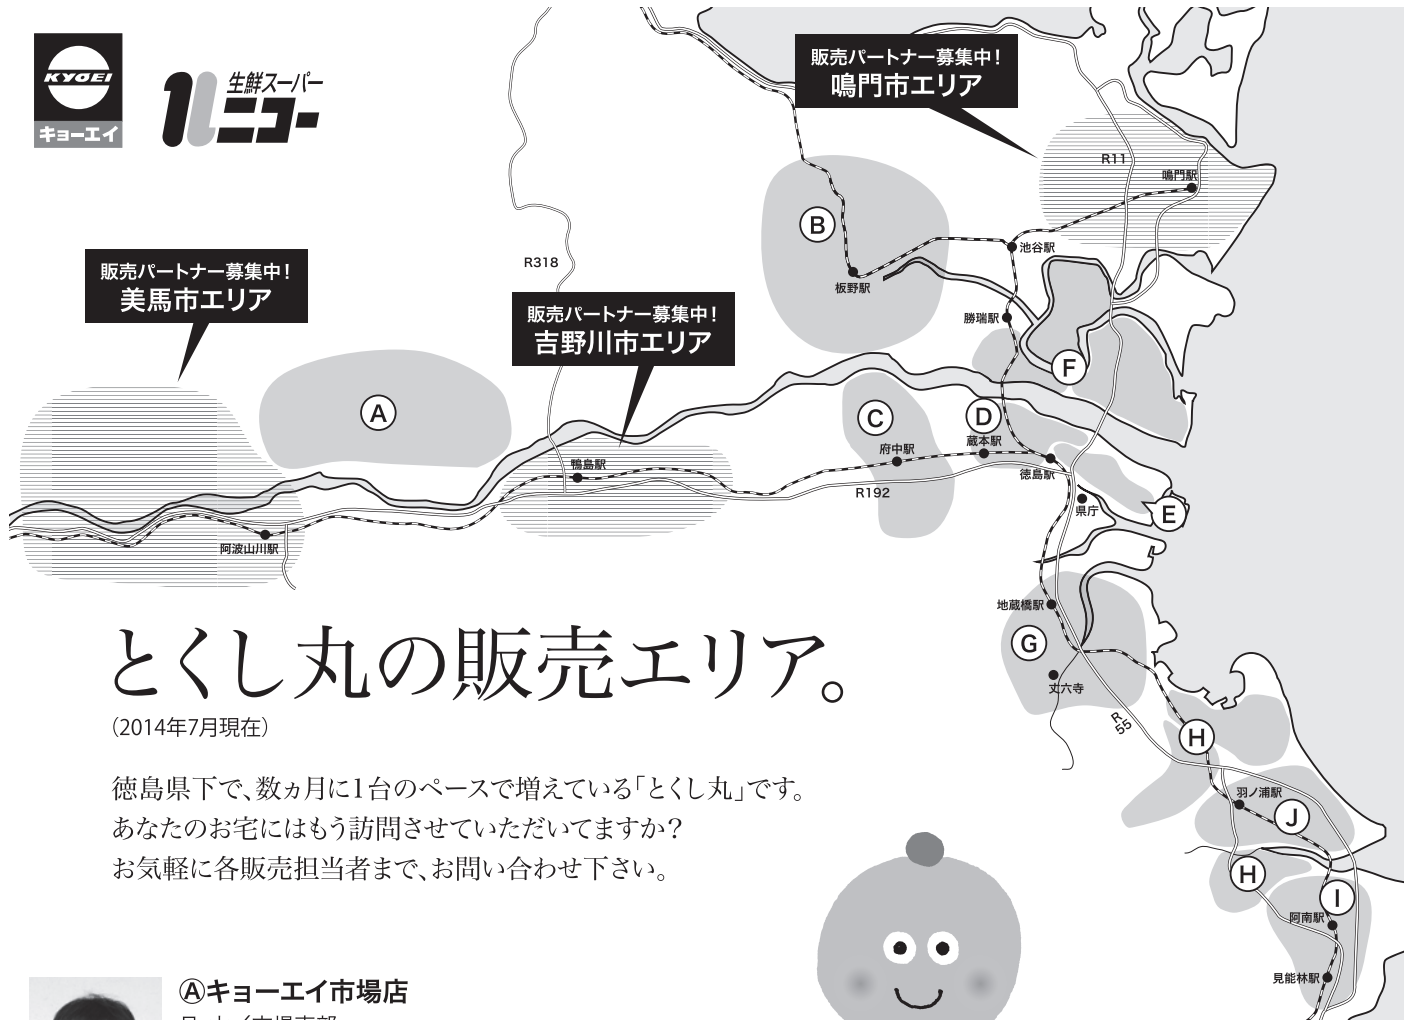 KYOEI
キョーエイ
生鮮スーパー
ニコー
販売パートナー募集中!
鳴門市エリア
R11
鳴門駅
B
池谷駅
板野駅
R318
販売パートナー募集中!
美馬市エリア
販売パートナー募集中!
吉野川市エリア
勝瑞駅
F
A
C
D
府中駅
蔵本駅
鴨島駅
徳島駅
R192
県庁
E
阿波山川駅
地蔵橋駅
G
丈六寺
R55
H
とくし丸の販売エリア。
(2014年7月現在)
徳島県下で、数ヵ月に1台のペースで増えている「とくし丸」です。
あなたのお宅にはもう訪問させていただいてますか?
お気軽に各販売担当者まで、お問い合わせ下さい。
羽ノ浦駅
J
H
I
阿南駅
見能林駅
Ⓐキョーエイ市場店